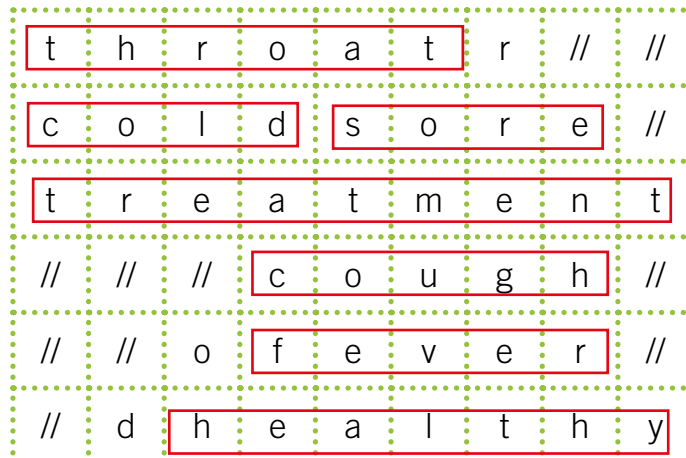 t h r o a t r // //
c o l d s o r e //
t r e a t m e n t
// // // c o u g h //
// // o f e v e r //
// d h e a l t h y